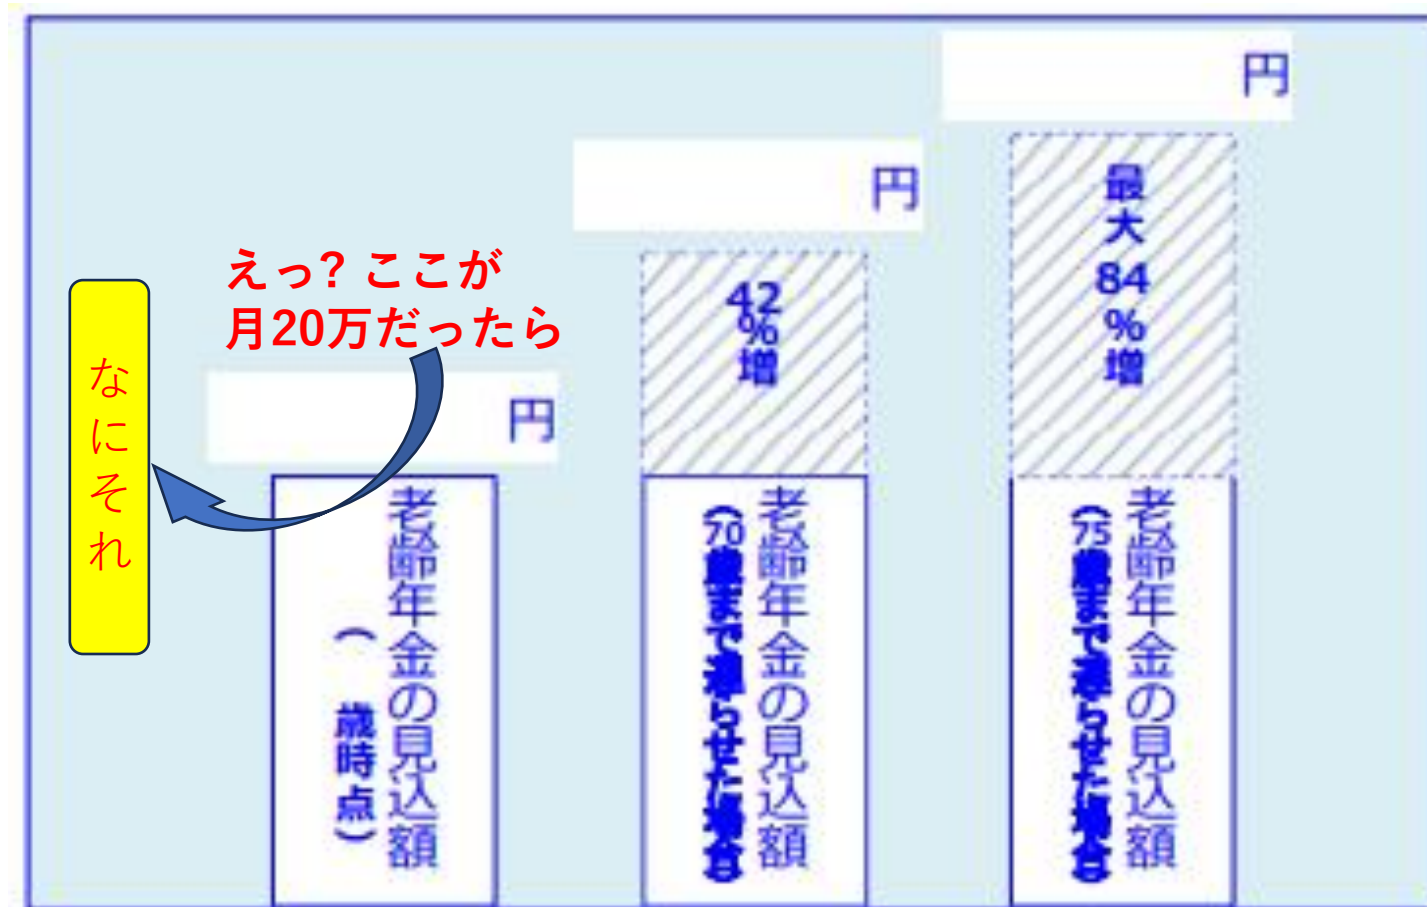 円
円
円
えっ? ここが
月20万だったら
なにそれ
42%増
最大84%増
老齢年金の見込額
( 歳時点)
老齢年金の見込額
(70歳まで遅らせた場合)
老齢年金の見込額
(75歳まで遅らせた場合)